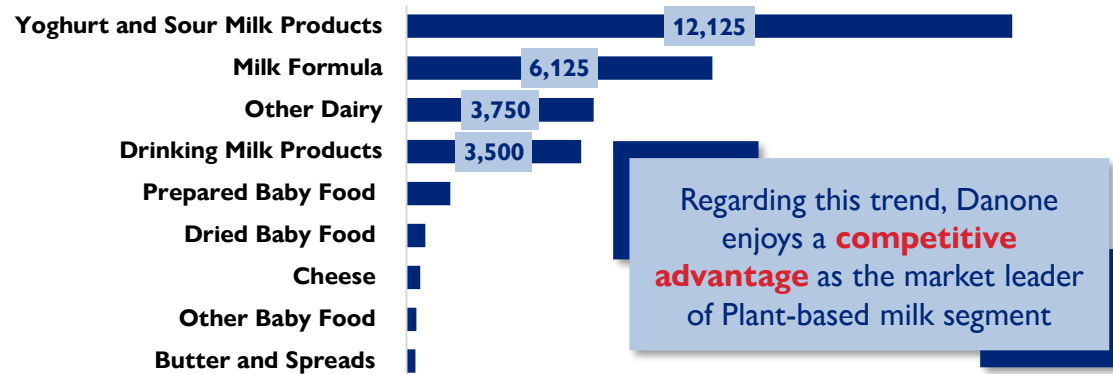 Yoghurt and Sour Milk Products 12,125
Milk Formula 6,125
Other Dairy 3,750
Drinking Milk Products 3,500
Prepared Baby Food
Dried Baby Food
Cheese
Other Baby Food
Butter and Spreads
Regarding this trend, Danone
enjoys a competitive
advantage as the market leader
of Plant-based milk segment